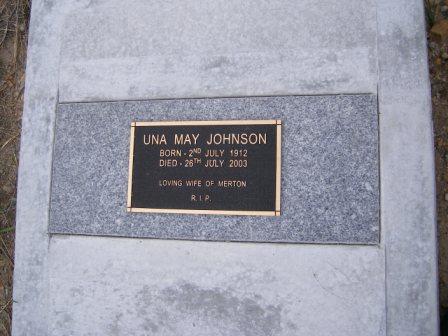 UNA MAY JOHNSON
BORN - 2ND JULY 1912
DIED - 26TH JULY 2003
LOVING WIFE OF MERTON
R.I.P.